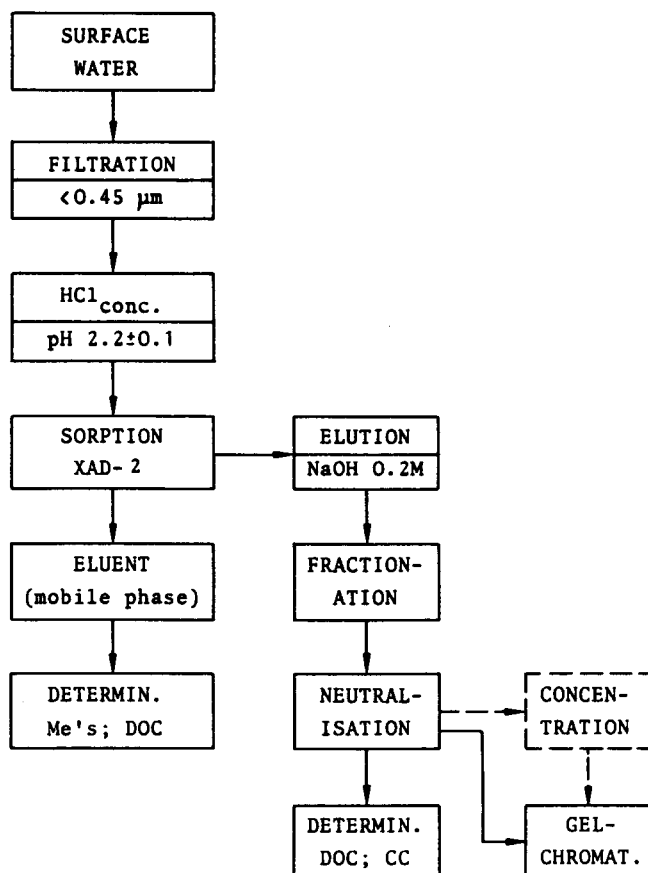 SURFACE
WATER
FILTRATION
<0.45 µm
HCl conc.
pH 2.2±0.1
SORPTION
XAD-2
ELUTION
NaOH 0.2M
ELUENT
(mobile phase)
FRACTION-
ATION
DETERMIN.
Me's; DOC
NEUTRAL-
ISATION
CONCEN-
TRATION
DETERMIN.
DOC; CC
GEL-
CHROMAT.